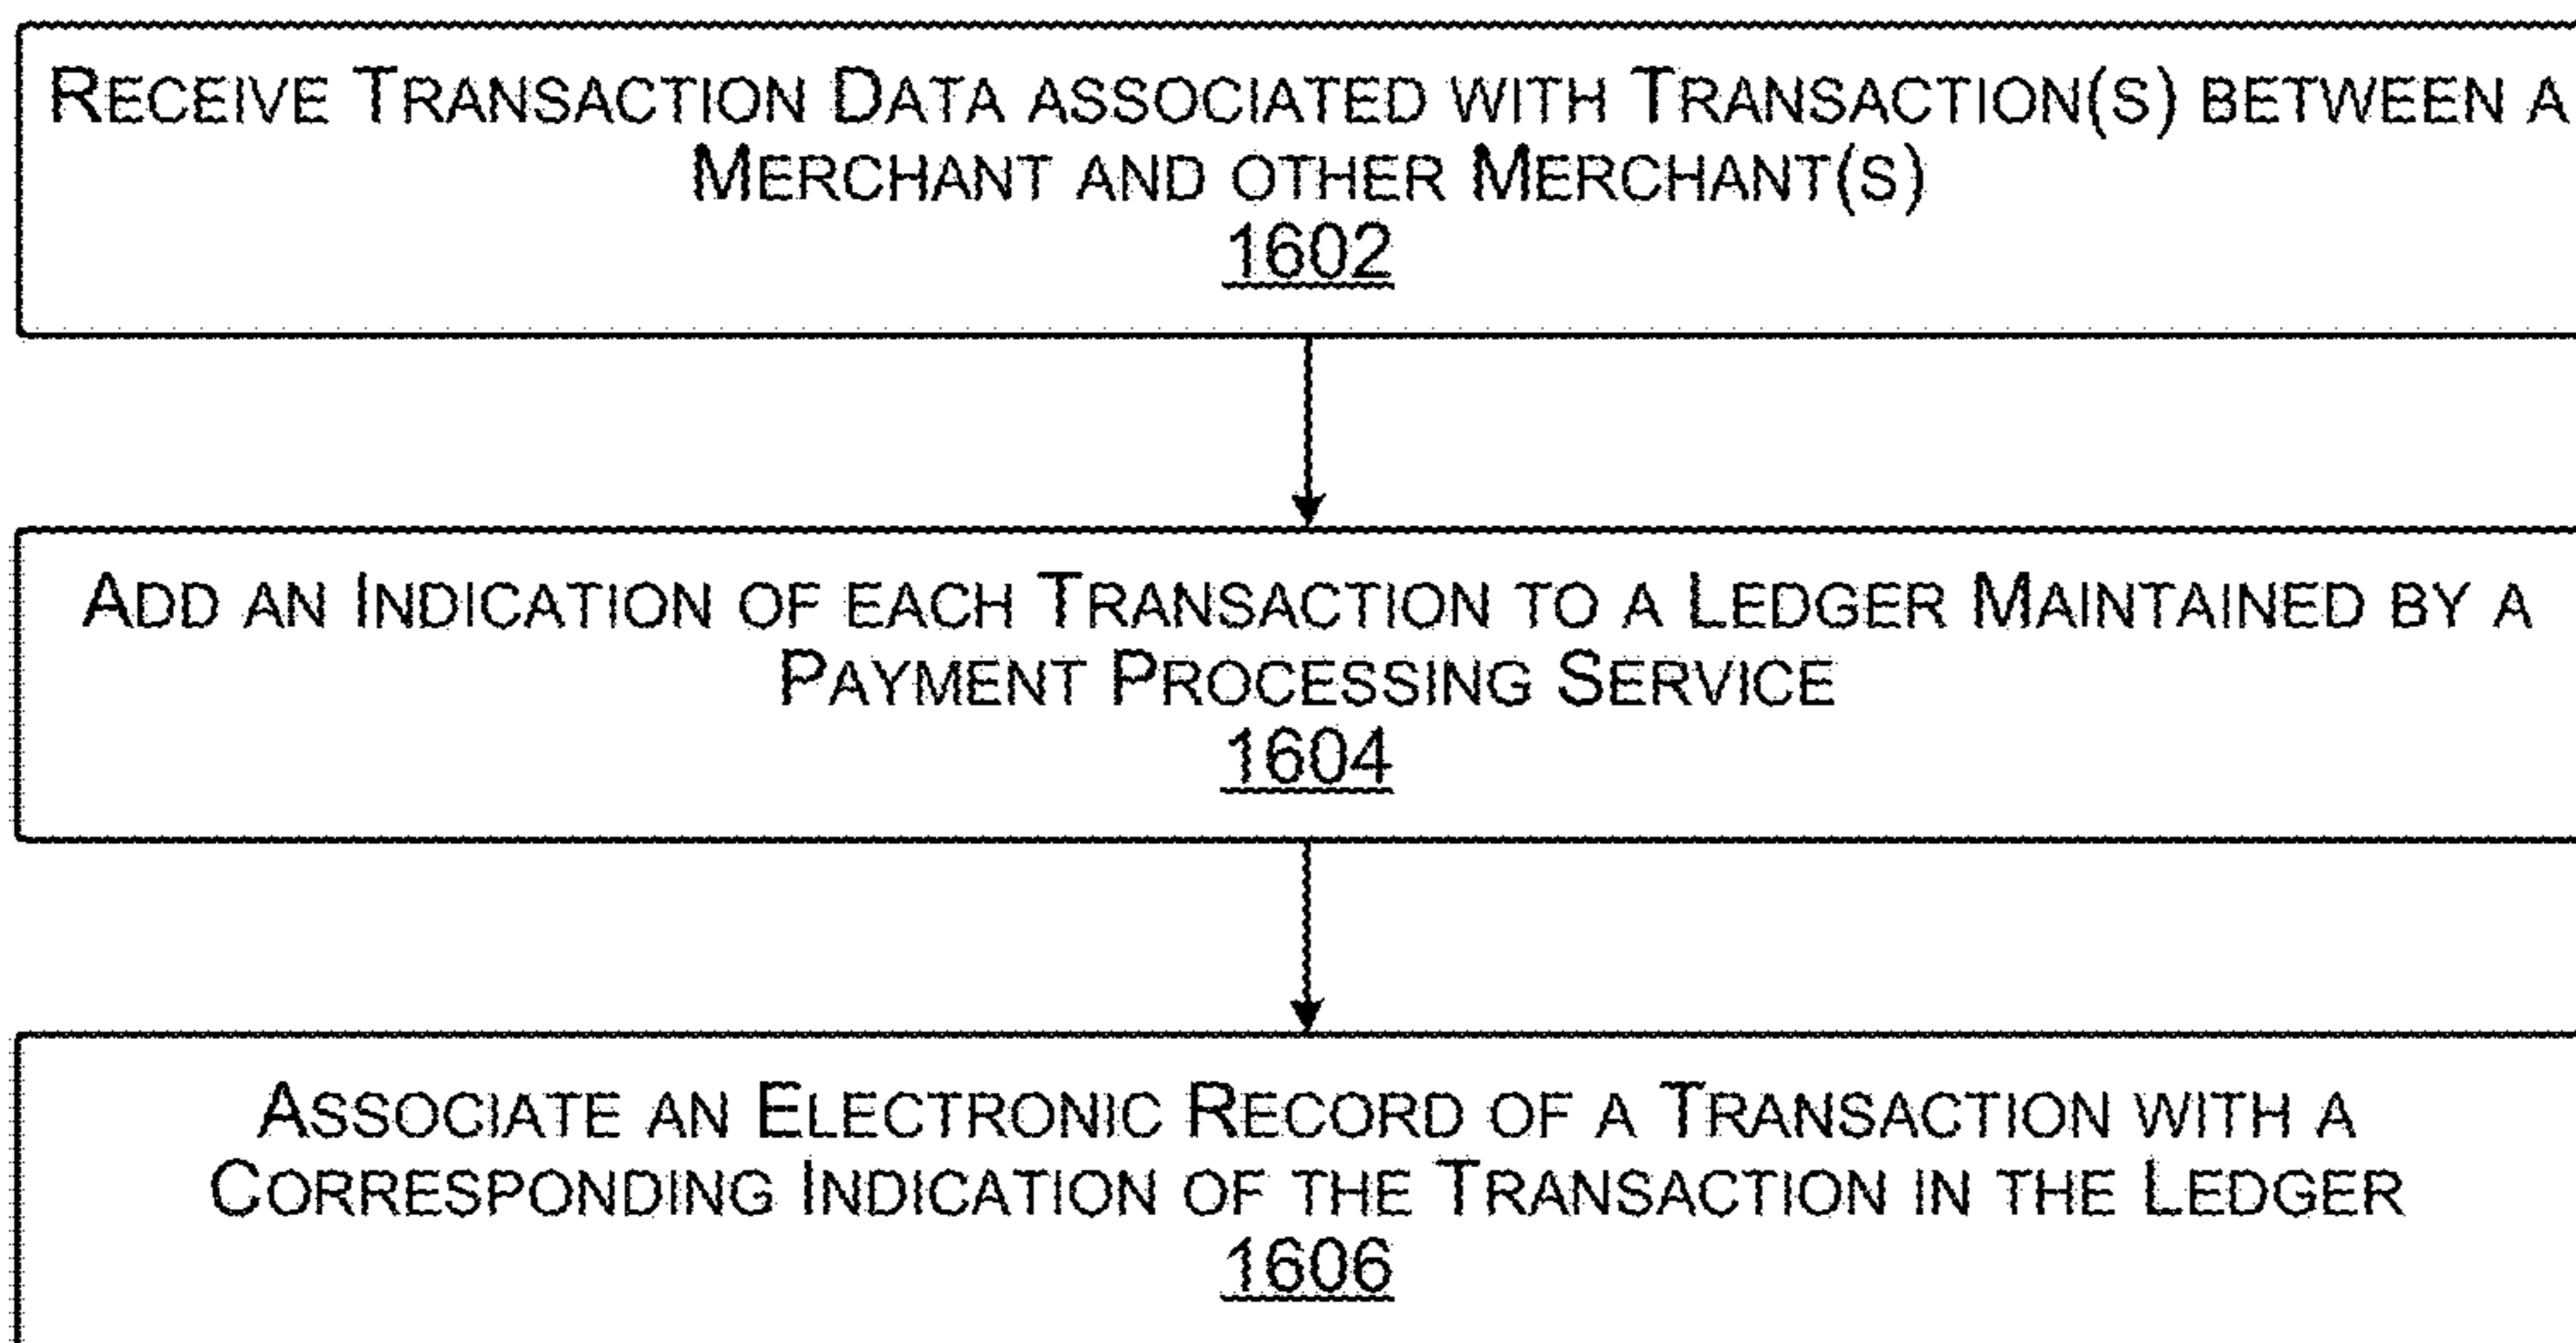 RECEIVE TRANSACTION DATA ASSOCIATED WITH TRANSACTION(S) BETWEEN A
MERCHANT AND OTHER MERCHANT(S)
1602
ADD AN INDICATION OF EACH TRANSACTION TO A LEDGER MAINTAINED BY A
PAYMENT PROCESSING SERVICE
1604
ASSOCIATE AN ELECTRONIC RECORD OF A TRANSACTION WITH A
CORRESPONDING INDICATION OF THE TRANSACTION IN THE LEDGER
1606